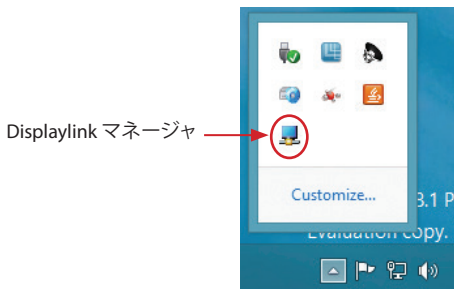 Displaylink マネージャ
Customize...
3.1 P
Evaluation copy.